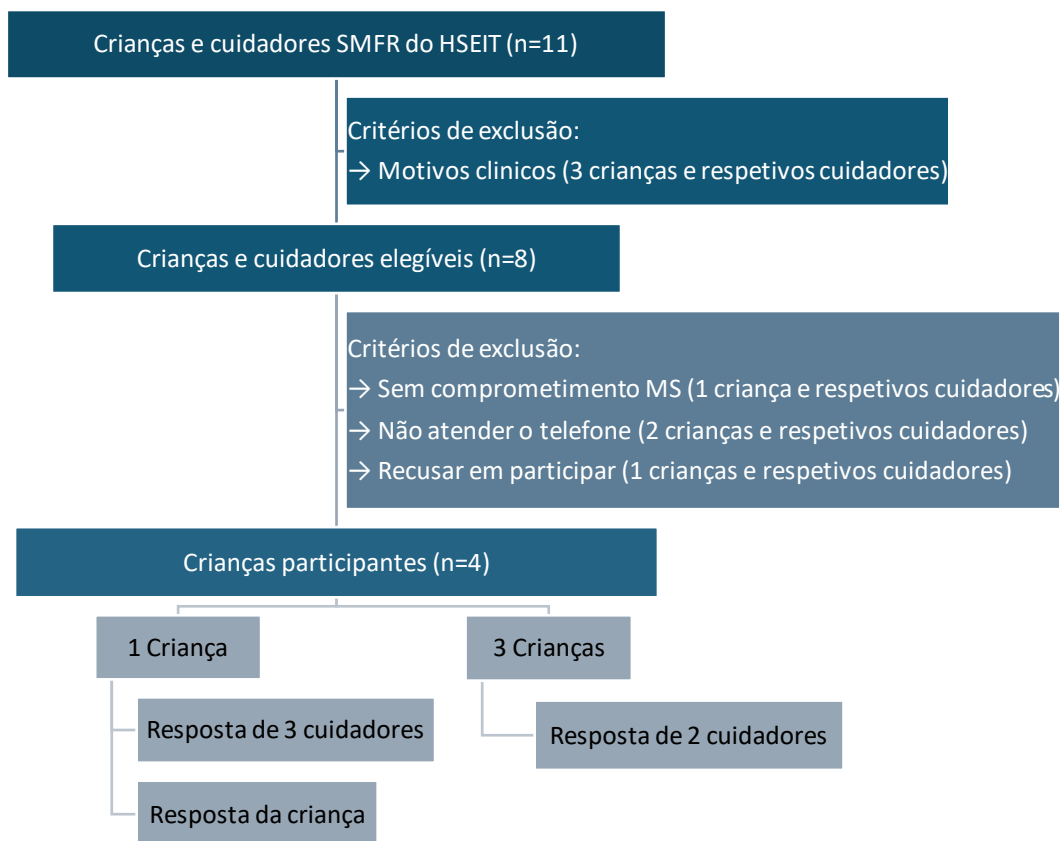 Crianças e cuidadores SMFR do HSEIT (n=11)
Critérios de exclusão:
→ Motivos clinicos (3 crianças e respetivos cuidadores)
Crianças e cuidadores elegíveis (n=8)
Critérios de exclusão:
→ Sem comprometimento MS (1 criança e respetivos cuidadores)
→ Não atender o telefone (2 crianças e respetivos cuidadores)
→ Recusar em participar (1 crianças e respetivos cuidadores)
Crianças participantes (n=4)
1 Criança
3 Crianças
Resposta de 3 cuidadores
Resposta de 2 cuidadores
Resposta da criança